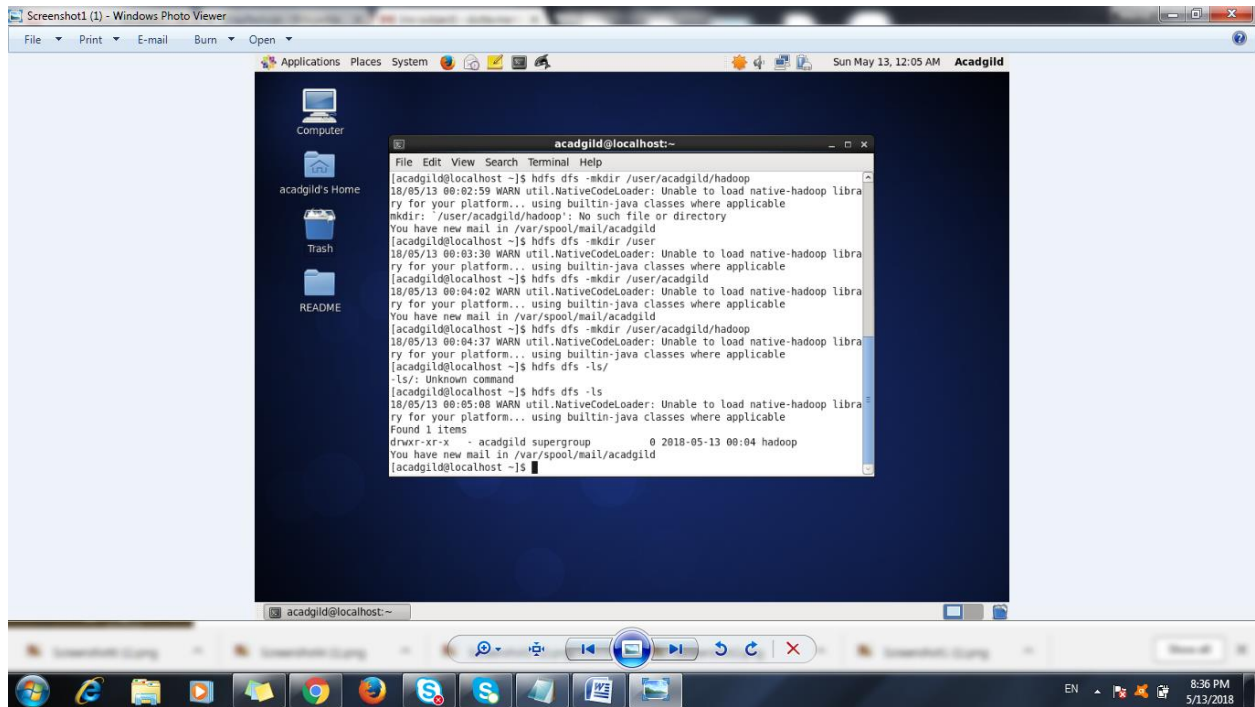 Screenshot1 (1) - Windows Photo Viewer
File Print E-mail Burn Open
Applications Places System Sun May 13, 12:05 AM Acadgild
Computer
acadgild's Home
Trash
README
acadgild@localhost:~
File Edit View Search Terminal Help
[acadgild@localhost ~]$ hdfs dfs -mkdir /user/acadgild/hadoop
18/05/13 00:02:59 WARN util.NativeCodeLoader: Unable to load native-hadoop libra
ry for your platform... using builtin-java classes where applicable
mkdir: `/user/acadgild/hadoop': No such file or directory
You have new mail in /var/spool/mail/acadgild
[acadgild@localhost ~]$ hdfs dfs -mkdir /user
18/05/13 00:03:30 WARN util.NativeCodeLoader: Unable to load native-hadoop libra
ry for your platform... using builtin-java classes where applicable
[acadgild@localhost ~]$ hdfs dfs -mkdir /user/acadgild
18/05/13 00:04:02 WARN util.NativeCodeLoader: Unable to load native-hadoop libra
ry for your platform... using builtin-java classes where applicable
You have new mail in /var/spool/mail/acadgild
[acadgild@localhost ~]$ hdfs dfs -mkdir /user/acadgild/hadoop
18/05/13 00:04:37 WARN util.NativeCodeLoader: Unable to load native-hadoop libra
ry for your platform... using builtin-java classes where applicable
[acadgild@localhost ~]$ hdfs dfs -ls/
-ls/: Unknown command
[acadgild@localhost ~]$ hdfs dfs -ls
18/05/13 00:05:08 WARN util.NativeCodeLoader: Unable to load native-hadoop libra
ry for your platform... using builtin-java classes where applicable
Found 1 items
drwxr-xr-x   - acadgild supergroup          0 2018-05-13 00:04 hadoop
You have new mail in /var/spool/mail/acadgild
[acadgild@localhost ~]$
acadgild@localhost:~
EN
8:36 PM
5/13/2018